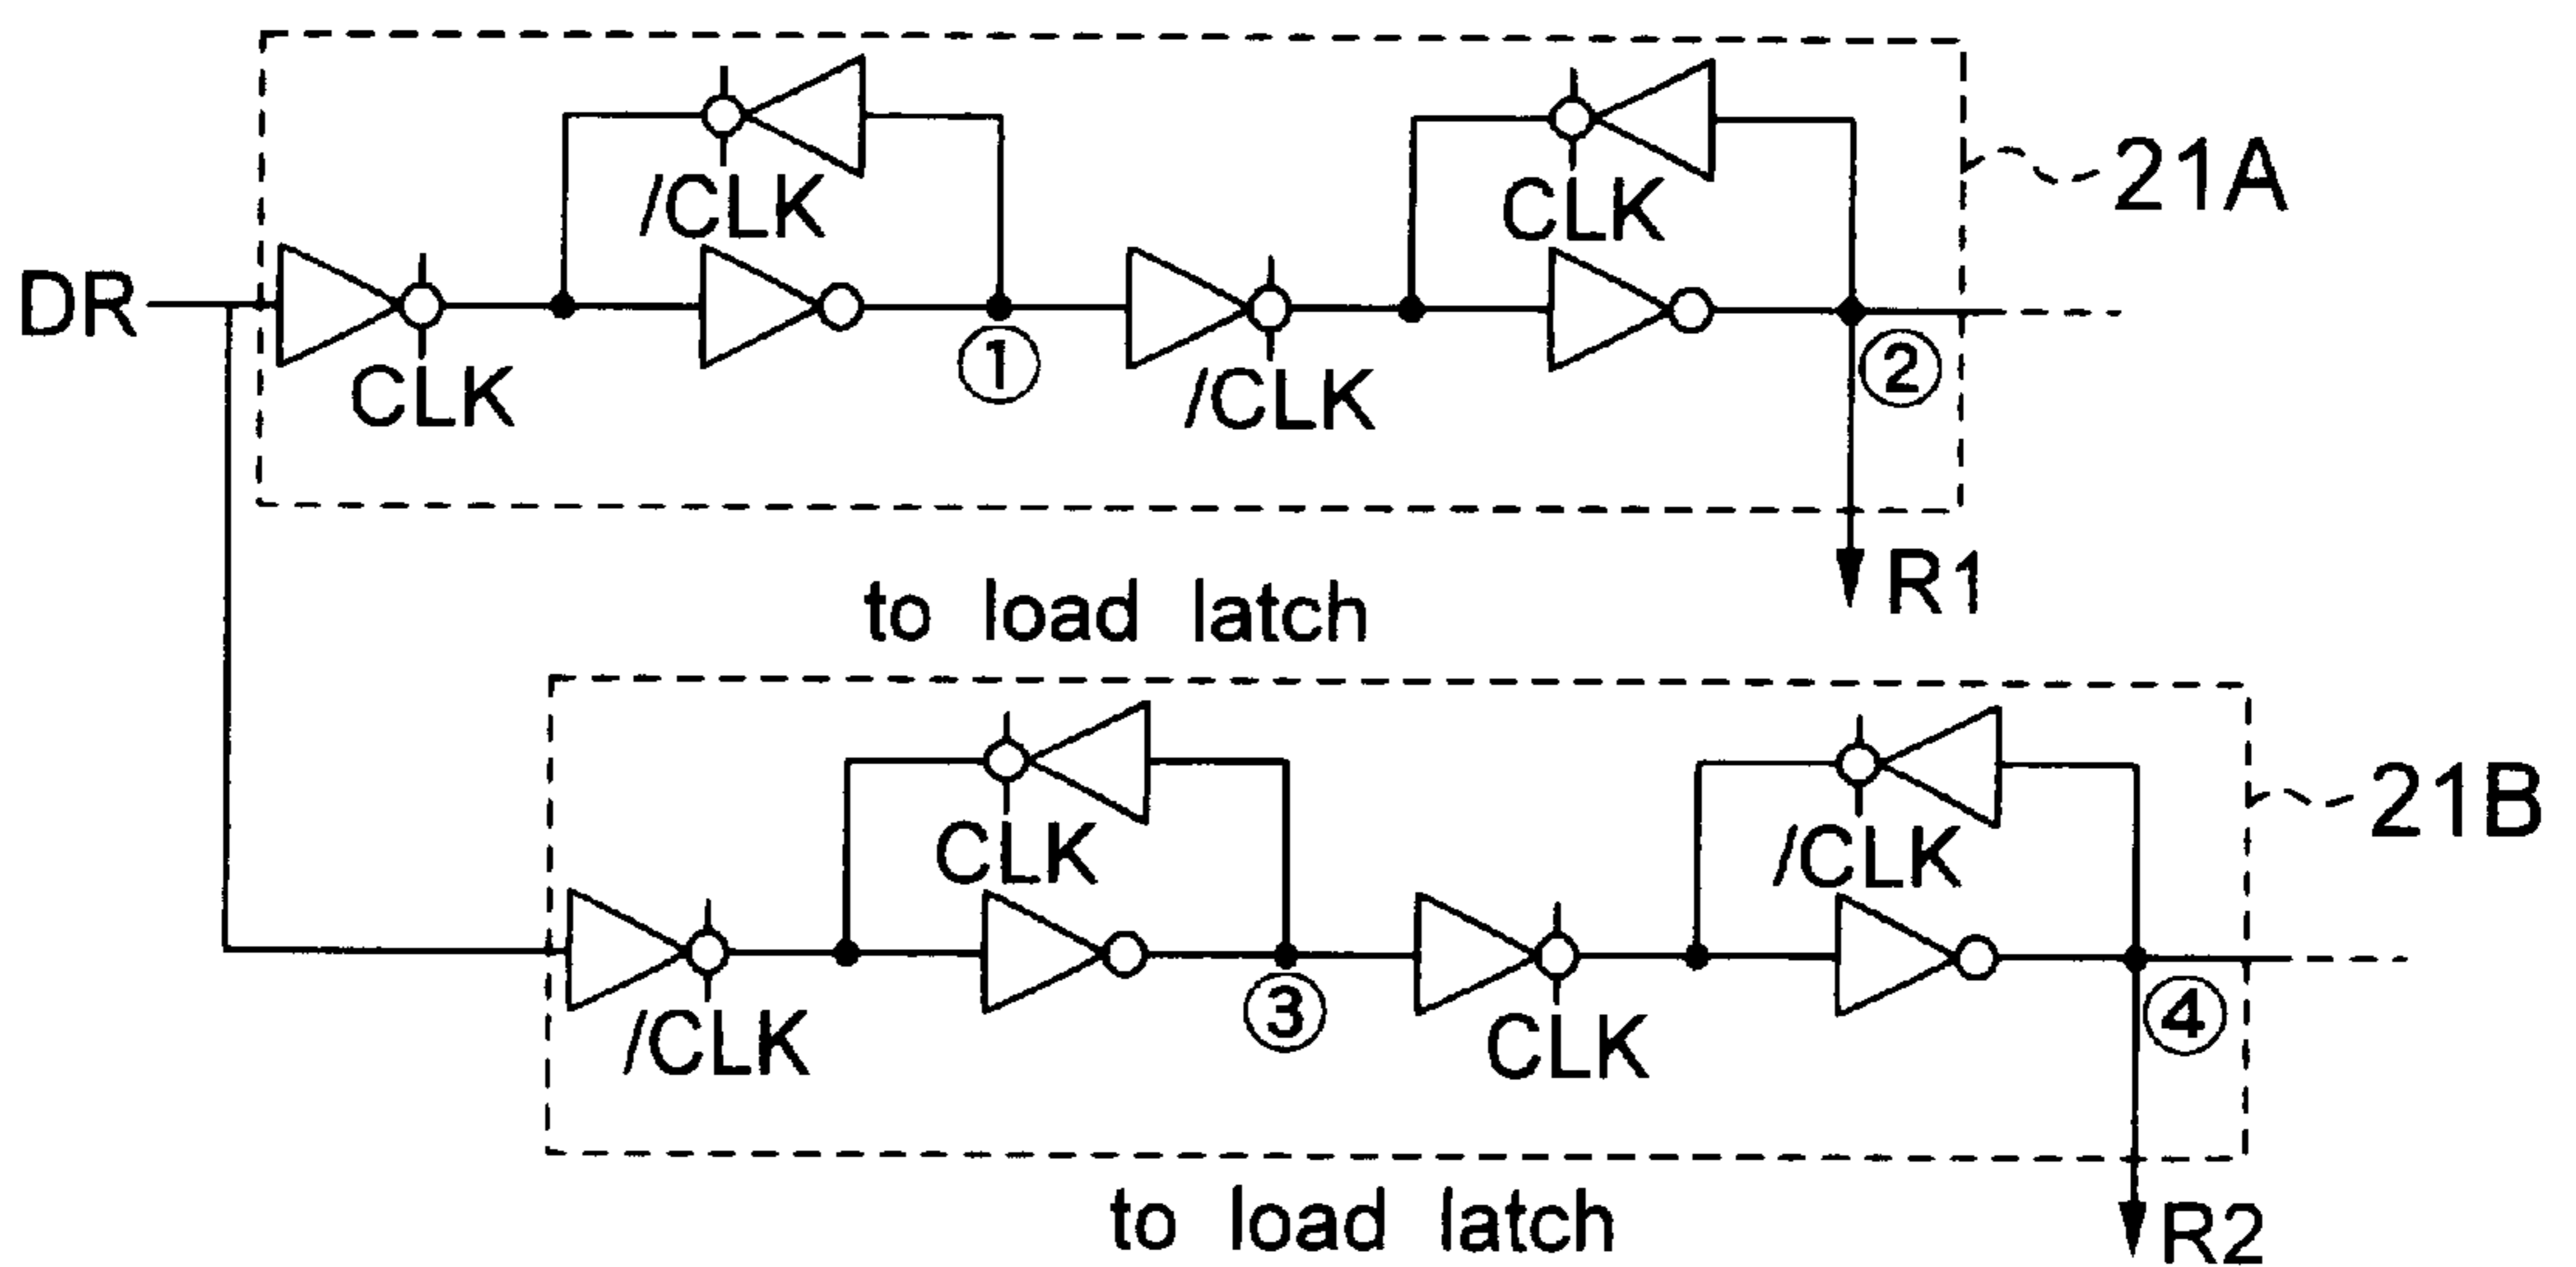 /CLK
CLK
21A
DR
CLK
①
/CLK
②
R1
to load latch
CLK
/CLK
21B
/CLK
③
CLK
④
to load latch
R2